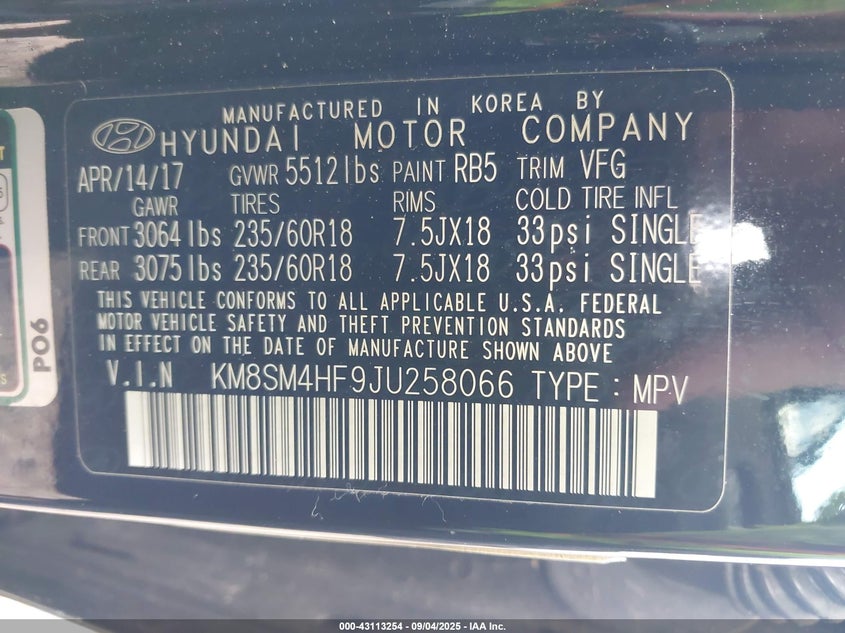 MANUFACTURED IN KOREA BY
HYUNDAI MOTOR COMPANY
APR/14/17 GVWR 5512lbs PAINT RB5 TRIM VFG
GAWR TIRES RIMS COLD TIRE INFL
FRONT 3064lbs 235/60R18 7.5JX18 33psi SINGLE
REAR 3075lbs 235/60R18 7.5JX18 33psi SINGLE
THIS VEHICLE CONFORMS TO ALL APPLICABLE U.S.A. FEDERAL
MOTOR VEHICLE SAFETY AND THEFT PREVENTION STANDARDS
IN EFFECT ON THE DATE OF MANUFACTURE SHOWN ABOVE
V.I.N KM8SM4HF9JU258066 TYPE : MPV
PO6
000-43113254 - 09/04/2025 - IAA Inc.